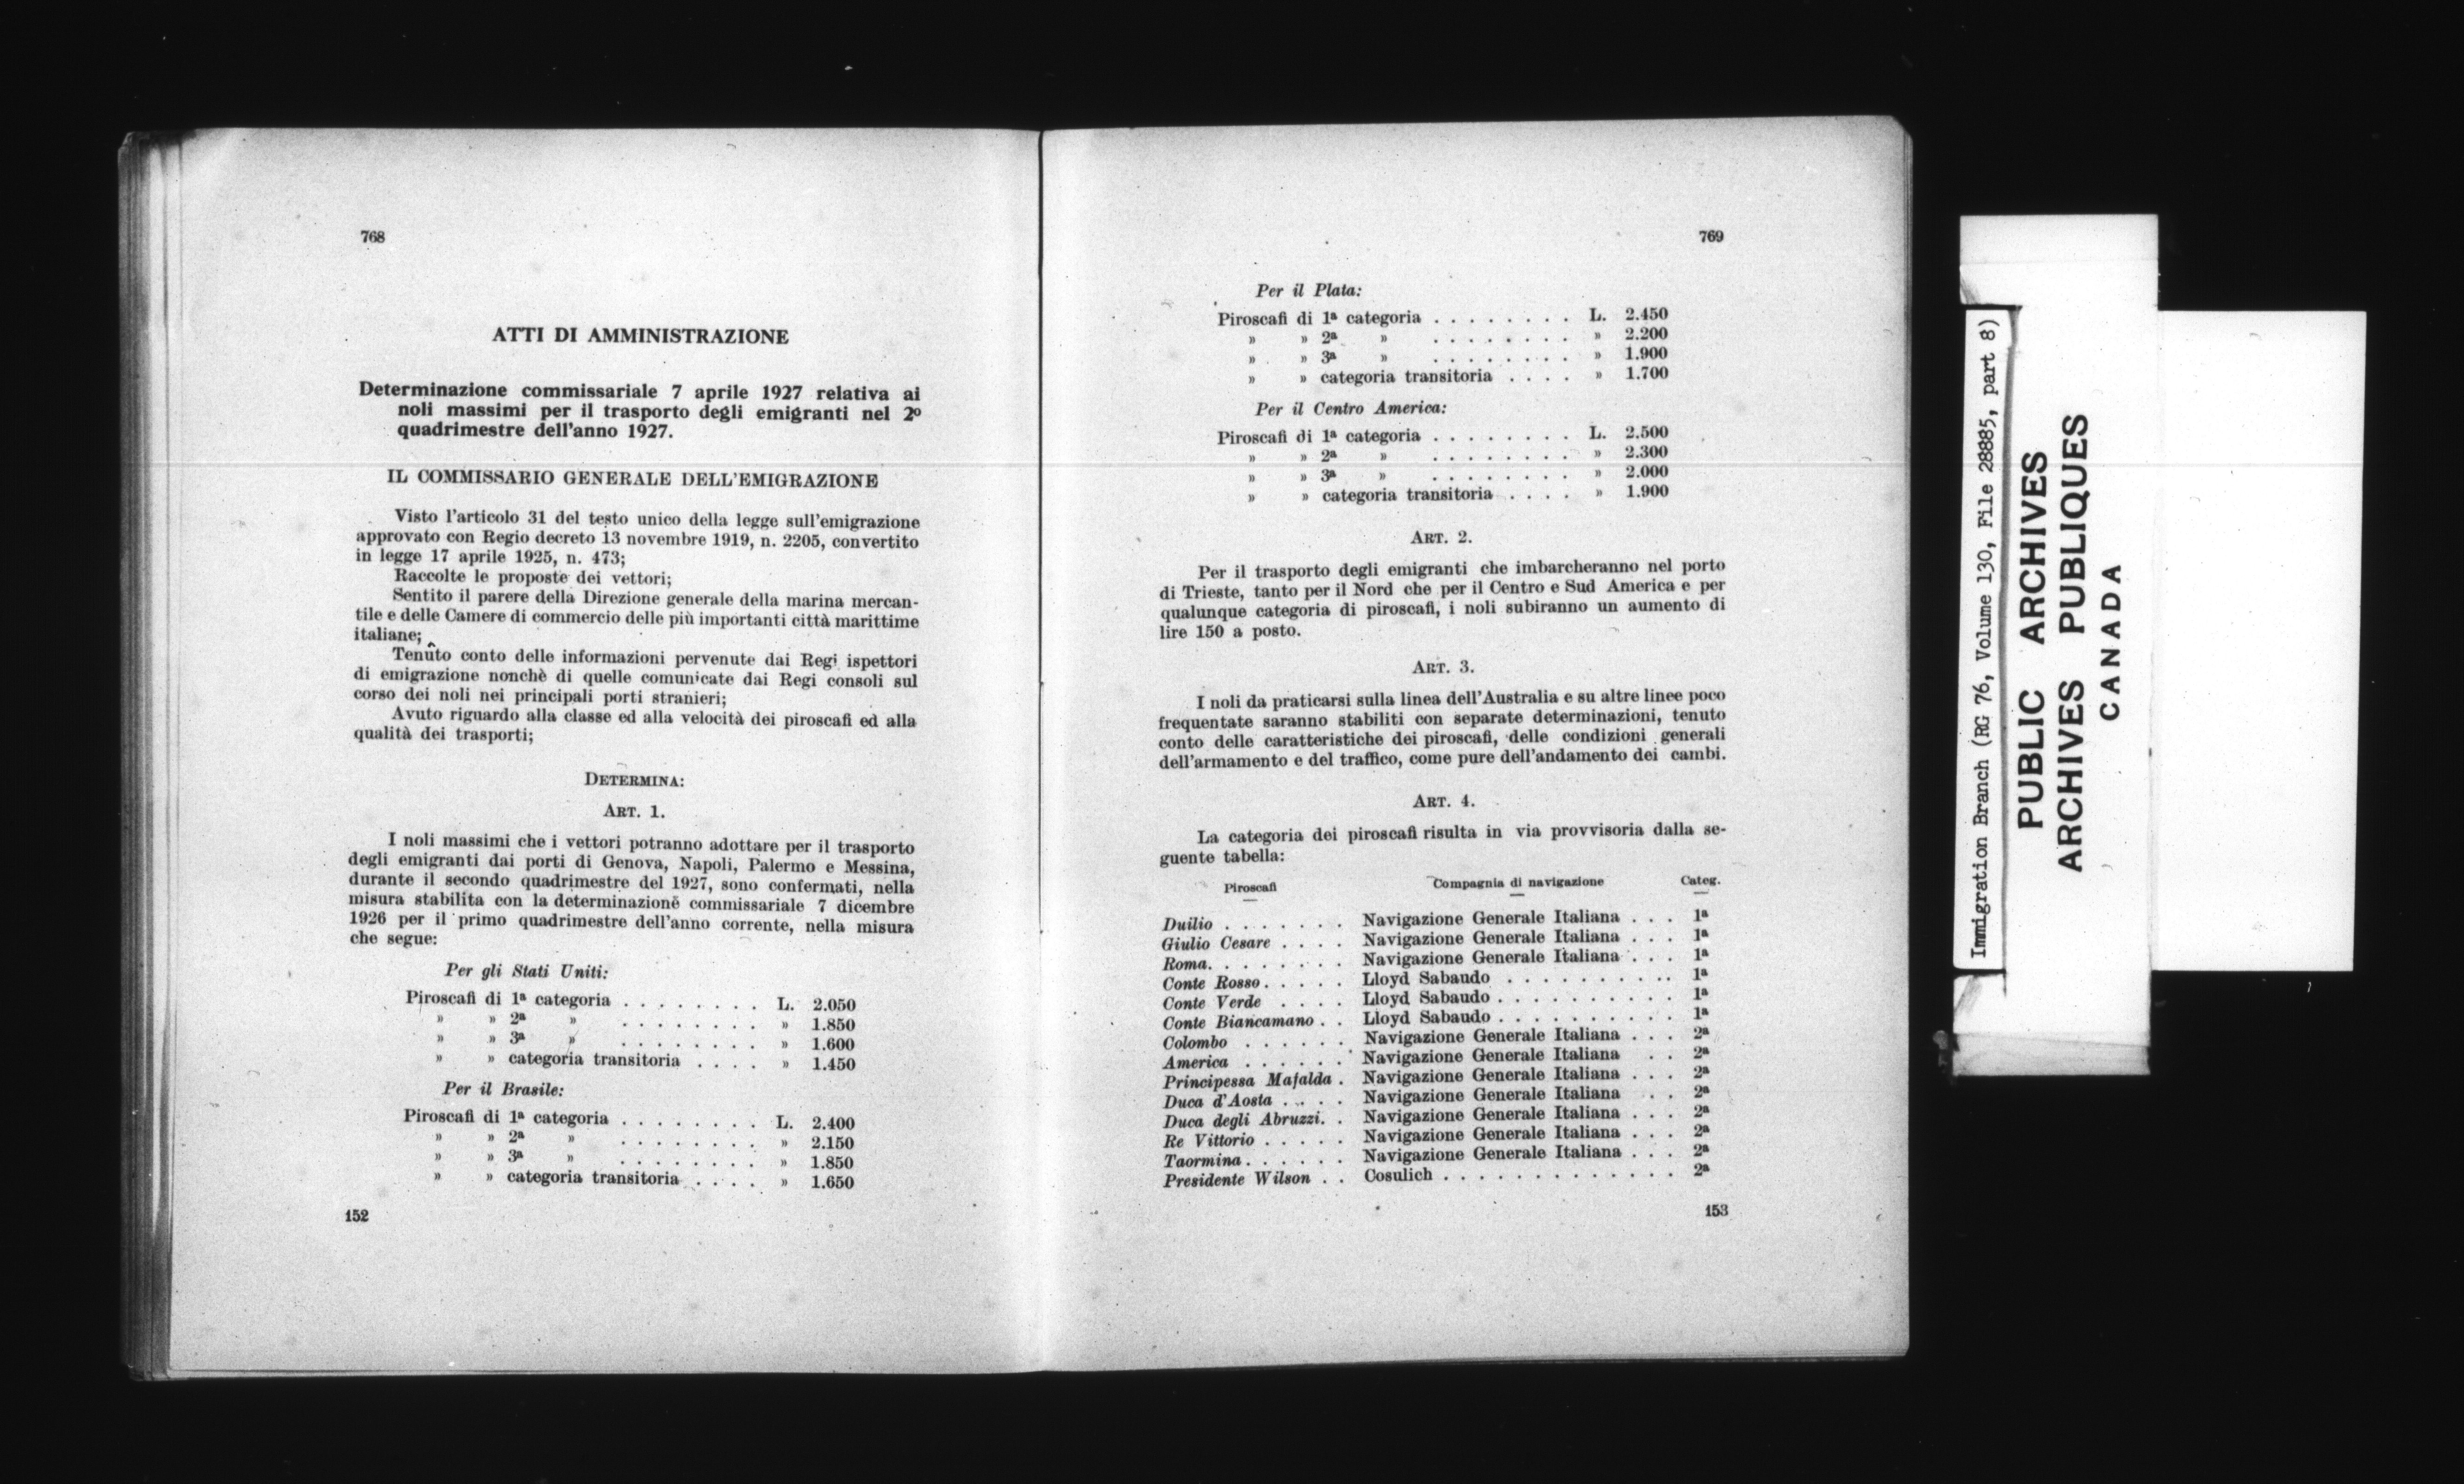 768
ATTI DI AMMINISTRAZIONE
Determinazione commissariale 7 aprile 1927 relativa ai
noli massimi per il trasporto degli emigranti nel 2º
quadrimestre dell'anno 1927.
IL COMMISSARIO GENERALE DELL'EMIGRAZIONE
Visto l'articolo 31 del testo unico della legge sull'emigrazione
approvato con Regio decreto 13 novembre 1919, n. 2205, convertito
in legge 17 aprile 1925, n. 473;
Raccolte le proposte dei vettori;
Sentito il parere della Direzione generale della marina mercan-
tile e delle Camere di commercio delle più importanti città marittime
italiane;
Tenuto conto delle informazioni pervenute dai Regi ispettori
di emigrazione nonchè di quelle comunicate dai Regi consoli sul
corso dei noli nei principali porti stranieri;
Avuto riguardo alla classe ed alla velocità dei piroscafi ed alla
qualità dei trasporti;
DETERMINA:
ART. 1.
I noli massimi che i vettori potranno adottare per il trasporto
degli emigranti dai porti di Genova, Napoli, Palermo e Messina,
durante il secondo quadrimestre del 1927, sono confermati, nella
misura stabilita con la determinazione commissariale 7 dicembre
1926 per il primo quadrimestre dell'anno corrente, nella misura
che segue:
Per gli Stati Uniti:
Piroscafi di 1ª categoria . . . . . . . . L. 2.050
» » 2ª » . . . . . . . . » 1.850
» » 3ª » . . . . . . . . » 1.600
» » categoria transitoria . . . . » 1.450
Per il Brasile:
Piroscafi di 1ª categoria . . . . . . . . L. 2.400
» » 2ª » . . . . . . . . » 2.150
» » 3ª » . . . . . . . . » 1.850
» » categoria transitoria . . . . » 1.650
152
769
Per il Plata:
Piroscafi di 1ª categoria . . . . . . . . L. 2.450
» » 2ª » . . . . . . . . » 2.200
» » 3ª » . . . . . . . . » 1.900
» » categoria transitoria . . . . » 1.700
Per il Centro America:
Piroscafi di 1ª categoria . . . . . . . . L. 2.500
» » 2ª » . . . . . . . . » 2.300
» » 3ª » . . . . . . . . » 2.000
» » categoria transitoria . . . . » 1.900
ART. 2.
Per il trasporto degli emigranti che imbarcheranno nel porto
di Trieste, tanto per il Nord che per il Centro e Sud America e per
qualunque categoria di piroscafi, i noli subiranno un aumento di
lire 150 a posto.
ART. 3.
I noli da praticarsi sulla linea dell'Australia e su altre linee poco
frequentate saranno stabiliti con separate determinazioni, tenuto
conto delle caratteristiche dei piroscafi, delle condizioni generali
dell'armamento e del traffico, come pure dell'andamento dei cambi.
ART. 4.
La categoria dei piroscafi risulta in via provvisoria dalla se-
guente tabella:
Piroscafi Compagnia di navigazione Categ.
Duilio . . . . . . . Navigazione Generale Italiana . . . 1ª
Giulio Cesare . . . . Navigazione Generale Italiana . . . 1ª
Roma. . . . . . . . Navigazione Generale Italiana . . . 1ª
Conte Rosso . . . . . Lloyd Sabaudo . . . . . . . . . . 1ª
Conte Verde . . . . Lloyd Sabaudo . . . . . . . . . . 1ª
Conte Biancamano . . Lloyd Sabaudo . . . . . . . . . . 1ª
Colombo . . . . . . Navigazione Generale Italiana . . . 2ª
America . . . . . . Navigazione Generale Italiana . . 2ª
Principessa Mafalda . Navigazione Generale Italiana . . . 2ª
Duca d'Aosta . . . . Navigazione Generale Italiana . . 2ª
Duca degli Abruzzi. . Navigazione Generale Italiana . . . 2ª
Re Vittorio . . . . . Navigazione Generale Italiana . . . 2ª
Taormina . . . . . . Navigazione Generale Italiana . . . 2ª
Presidente Wilson . . Cosulich . . . . . . . . . . . . . 2ª
153
Immigration Branch (RG 76, Volume 130, File 28885, part 8)
PUBLIC ARCHIVES
ARCHIVES PUBLIQUES
CANADA